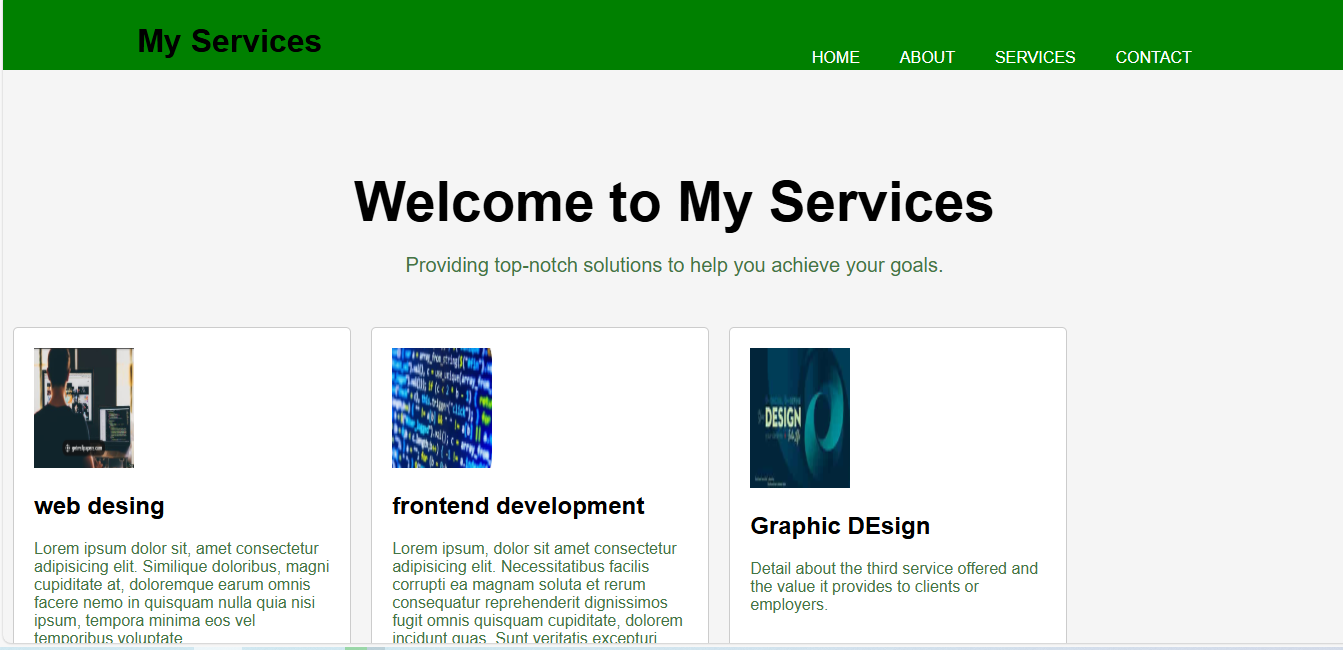 My Services
HOME ABOUT SERVICES CONTACT
Welcome to My Services
Providing top-notch solutions to help you achieve your goals.
DESIGN
web desing
Lorem ipsum dolor sit, amet consectetur
adipisicing elit. Similique doloribus, magni
cupiditate at, doloremque earum omnis
facere nemo in quisquam nulla quia nisi
ipsum, tempora minima eos vel
temporibus voluptate
frontend development
Lorem ipsum, dolor sit amet consectetur
adipisicing elit. Necessitatibus facilis
corrupti ea magnam soluta et rerum
consequatur reprehenderit dignissimos
fugit omnis quisquam cupiditate, dolorem
incidunt quas. Sunt veritatis excepturi
Graphic DEsign
Detail about the third service offered and
the value it provides to clients or
employers.